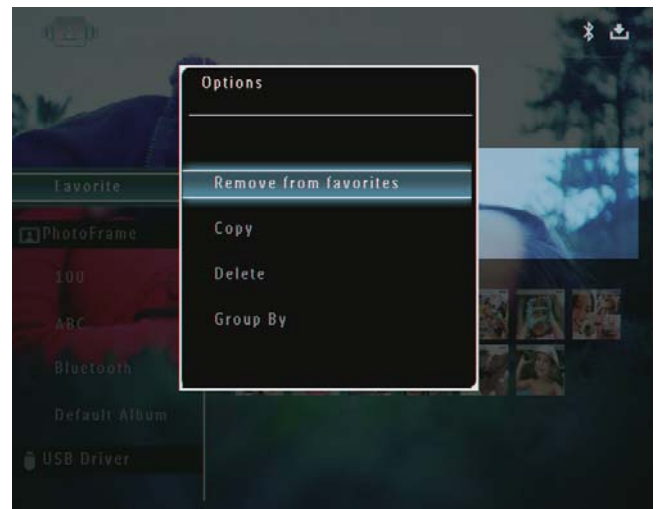 Options
Remove from favorites
Copy
Delete
Group By
Favorite
PhotoFrame
100
ABC
Bluetooth
Default Album
USB Driver